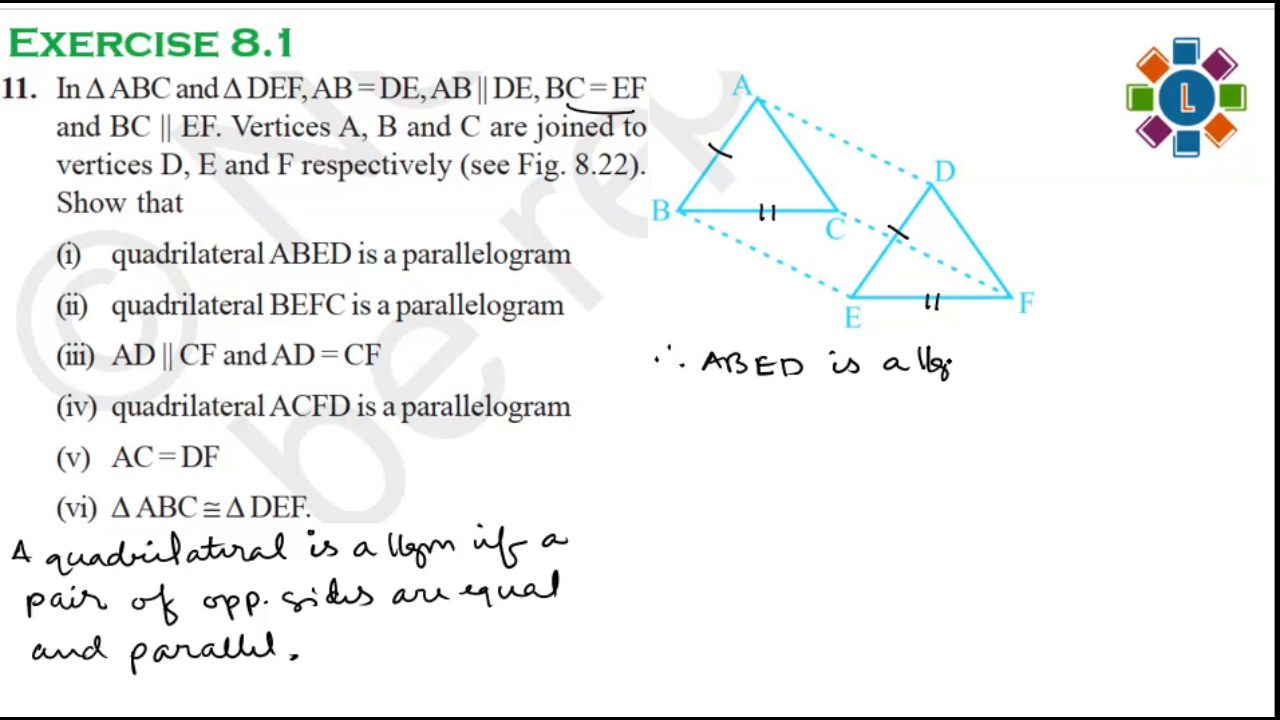 EXERCISE 8.1
11. In Δ ABC and Δ DEF, AB = DE, AB || DE, BC = EF
and BC || EF. Vertices A, B and C are joined to
vertices D, E and F respectively (see Fig. 8.22).
Show that
(i) quadrilateral ABED is a parallelogram
(ii) quadrilateral BEFC is a parallelogram
(iii) AD || CF and AD = CF
(iv) quadrilateral ACFD is a parallelogram
(v) AC = DF
(vi) Δ ABC ≅ Δ DEF.
A quadrilateral is a ||gm if a
pair of opp. sides are equal
and parallel.
L
A
D
B
C
E
F
∴ ABED is a ||g